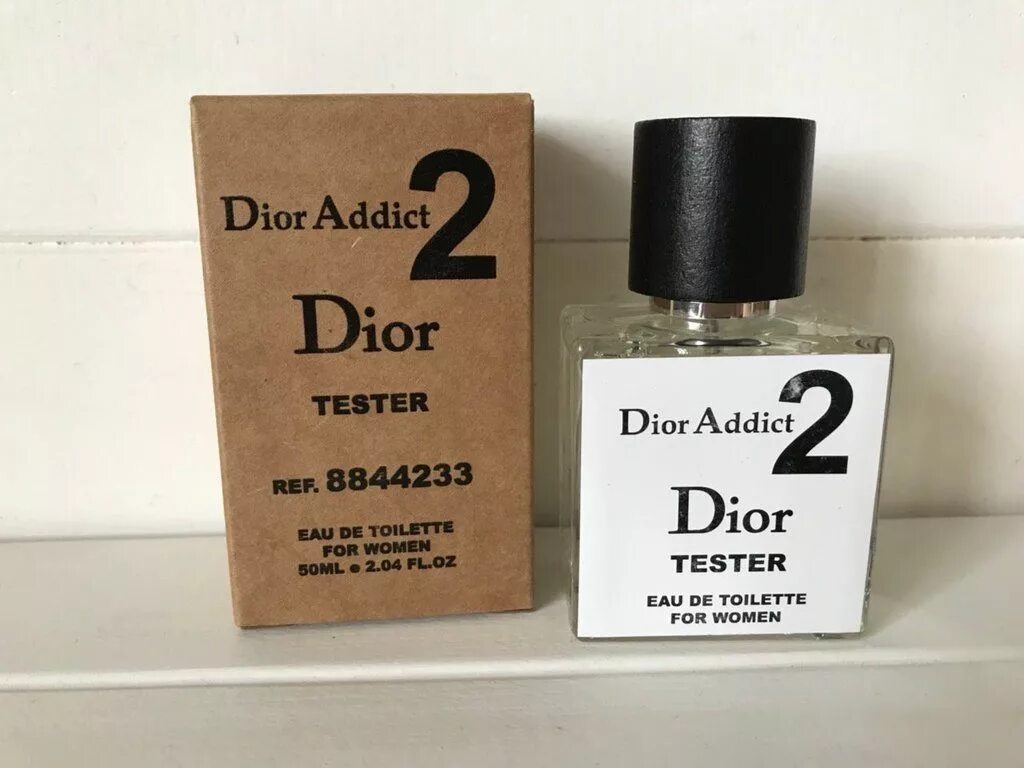 Dior Addict 2
Dior
TESTER
REF. 8844233
EAU DE TOILETTE
FOR WOMEN
50ML ● 2.04 FL.OZ
Dior Addict 2
Dior
TESTER
EAU DE TOILETTE
FOR WOMEN